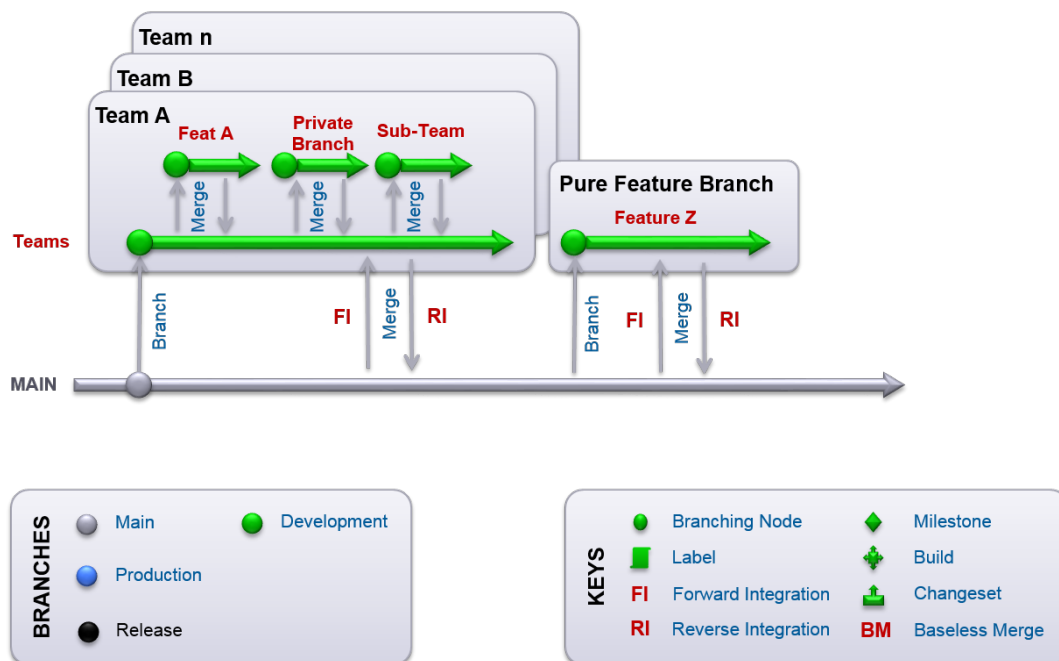 Team n
Team B
Team A
Feat A
Private
Branch
Sub-Team
Merge
Merge
Merge
Teams
Pure Feature Branch
Feature Z
Branch
FI
Merge
RI
Branch
FI
Merge
RI
MAIN
BRANCHES
Main
Development
Production
Release
KEYS
Branching Node
Milestone
Label
Build
FI
Forward Integration
Changeset
RI
Reverse Integration
BM
Baseless Merge